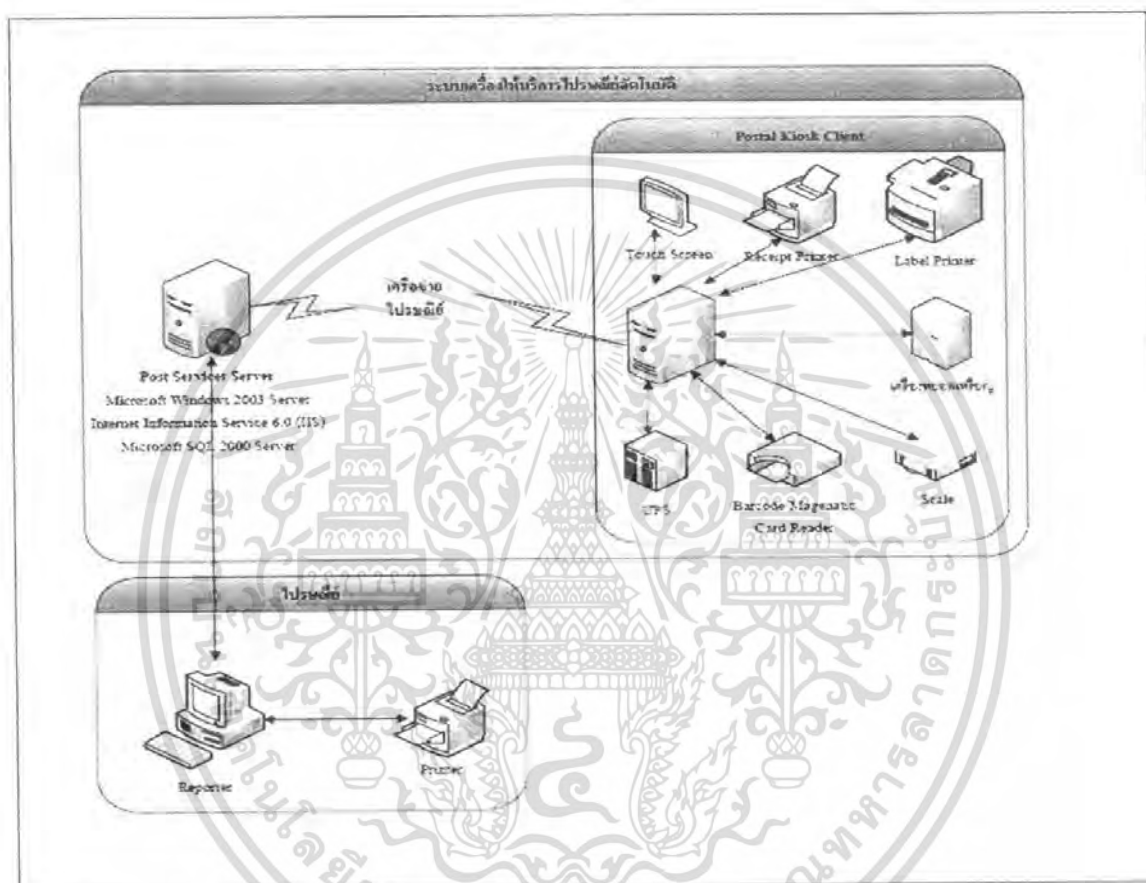 ระบบเครื่องให้บริการไปรษณีย์อัตโนมัติ
Postal Kiosk Client
Touch Screen
Receipt Printer
Label Printer
เครือข่าย
ไปรษณีย์
Post Services Server
Microsoft Windows 2003 Server
Internet Information Service 6.0 (IIS)
Microsoft SQL 2000 Server
UPS
Barcode Magenatic
Card Reader
Scale
ไปรษณีย์
Reporter
Printer